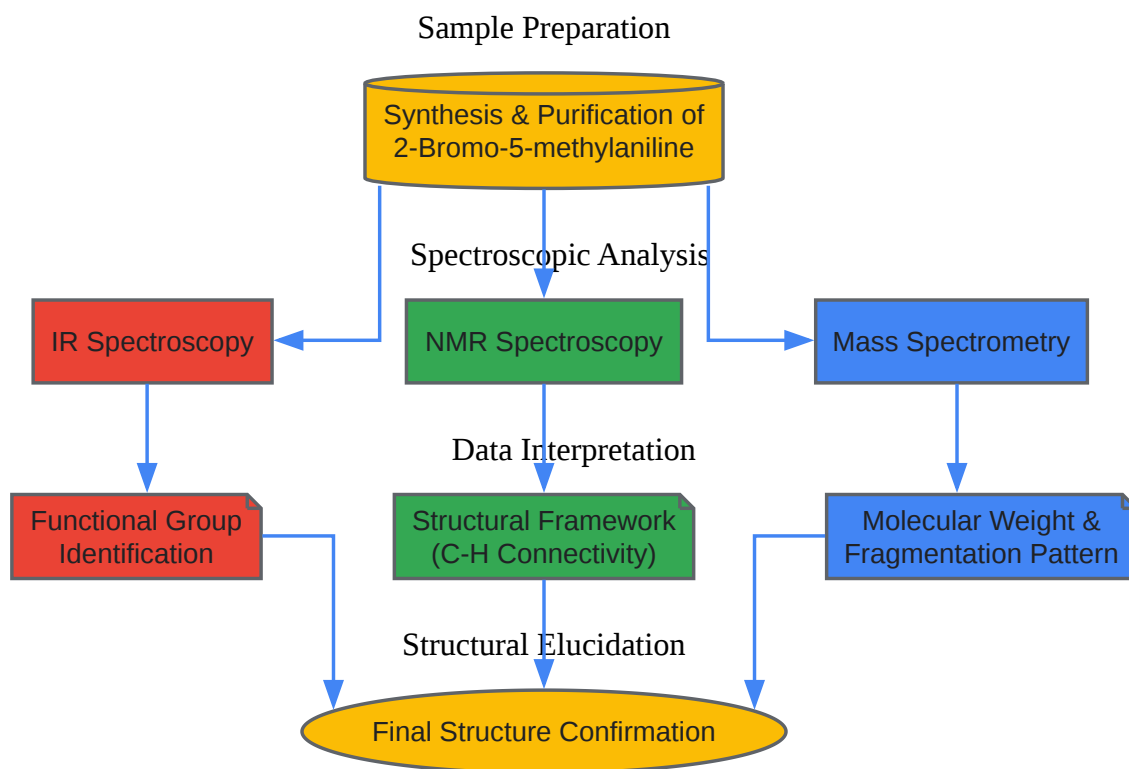 Sample Preparation
Synthesis & Purification of
2-Bromo-5-methylaniline
Spectroscopic Analysis
IR Spectroscopy
NMR Spectroscopy
Mass Spectrometry
Data Interpretation
Functional Group
Identification
Structural Framework
(C-H Connectivity)
Molecular Weight &
Fragmentation Pattern
Structural Elucidation
Final Structure Confirmation